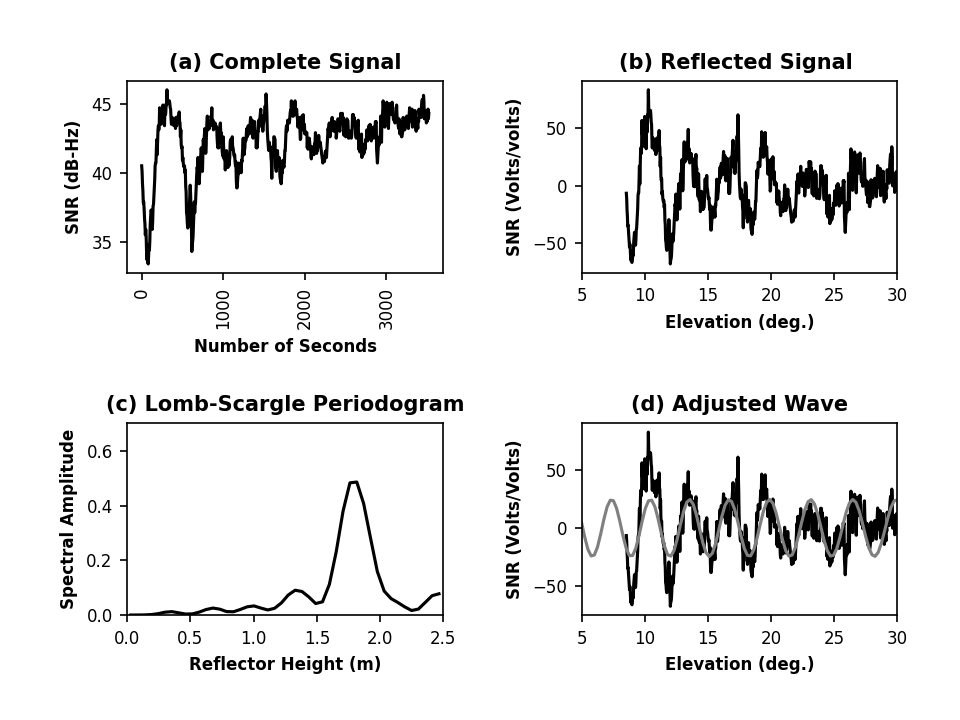 (a) Complete Signal
SNR (dB-Hz)
45
40
35
0
1000
2000
3000
Number of Seconds
(b) Reflected Signal
SNR (Volts/volts)
50
0
−50
5
10
15
20
25
30
Elevation (deg.)
(c) Lomb-Scargle Periodogram
Spectral Amplitude
0.6
0.4
0.2
0.0
0.0
0.5
1.0
1.5
2.0
2.5
Reflector Height (m)
(d) Adjusted Wave
SNR (Volts/Volts)
50
0
−50
5
10
15
20
25
30
Elevation (deg.)